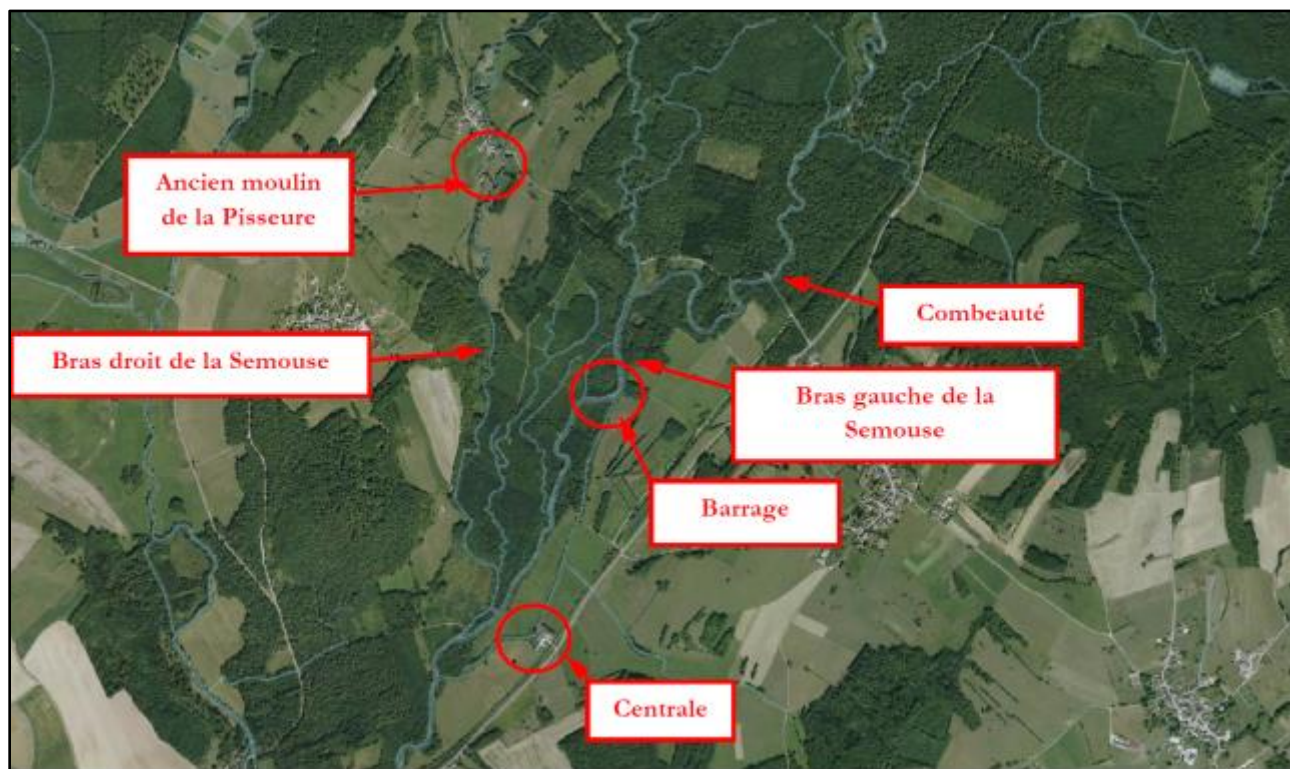 Ancien moulin
de la Pisseure
Combeauté
Bras droit de la Semouse
Bras gauche de la
Semouse
Barrage
Centrale